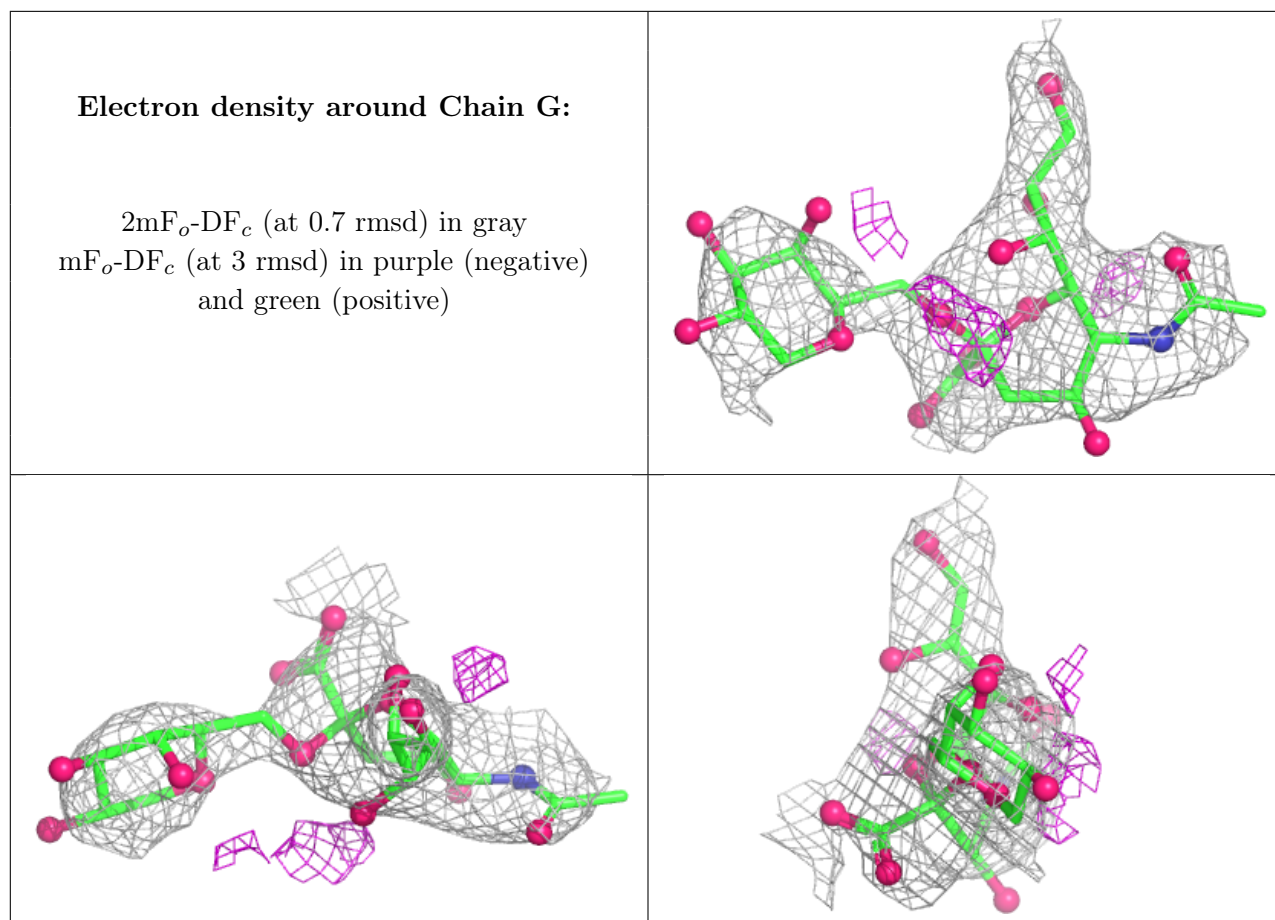 Electron density around Chain G:
2mFo-DFc (at 0.7 rmsd) in gray
mFo-DFc (at 3 rmsd) in purple (negative)
and green (positive)